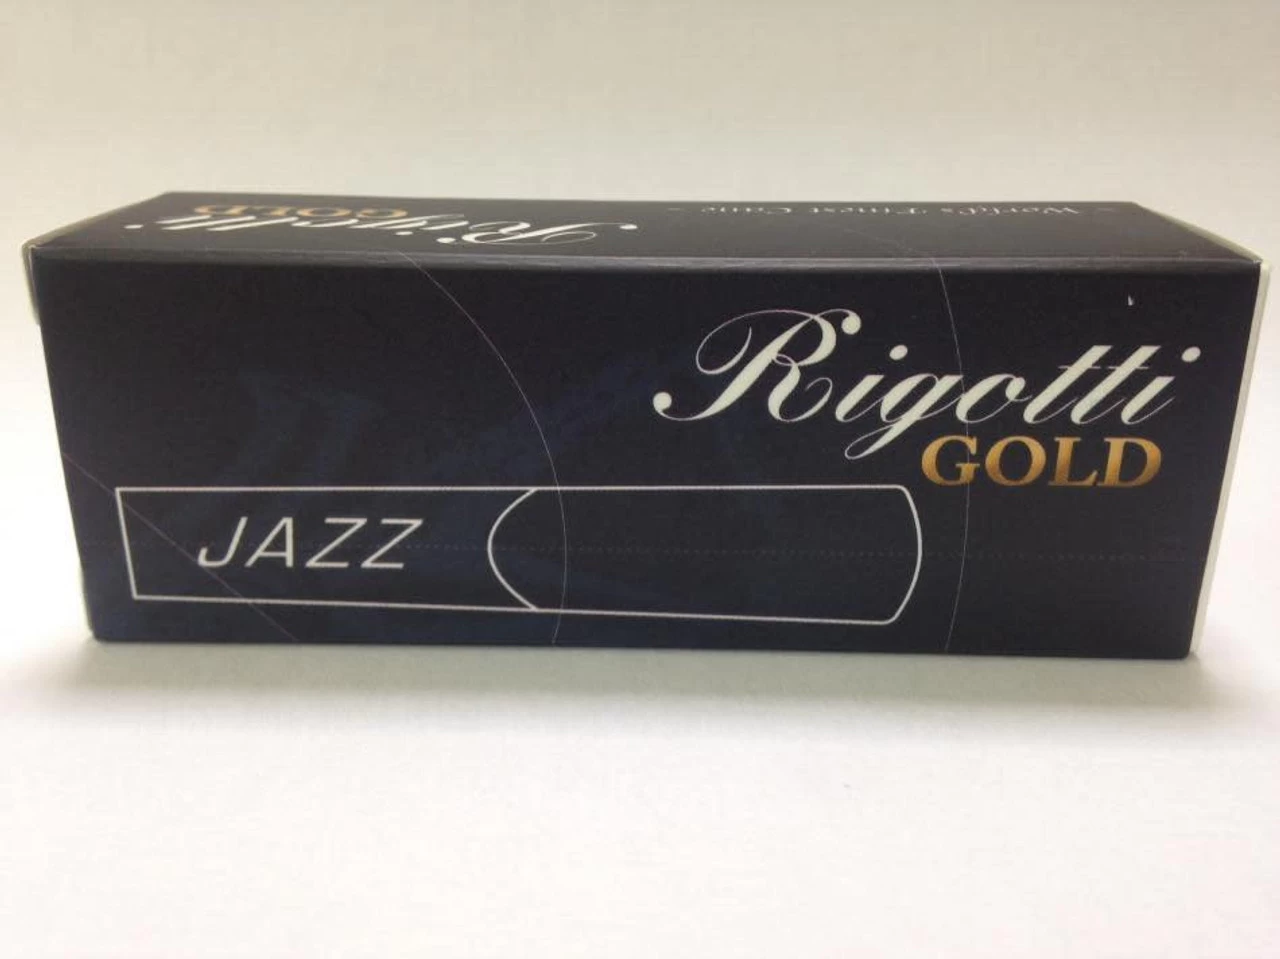 Rigotti
GOLD
- World's Finest Cane -
Rigotti
GOLD
JAZZ